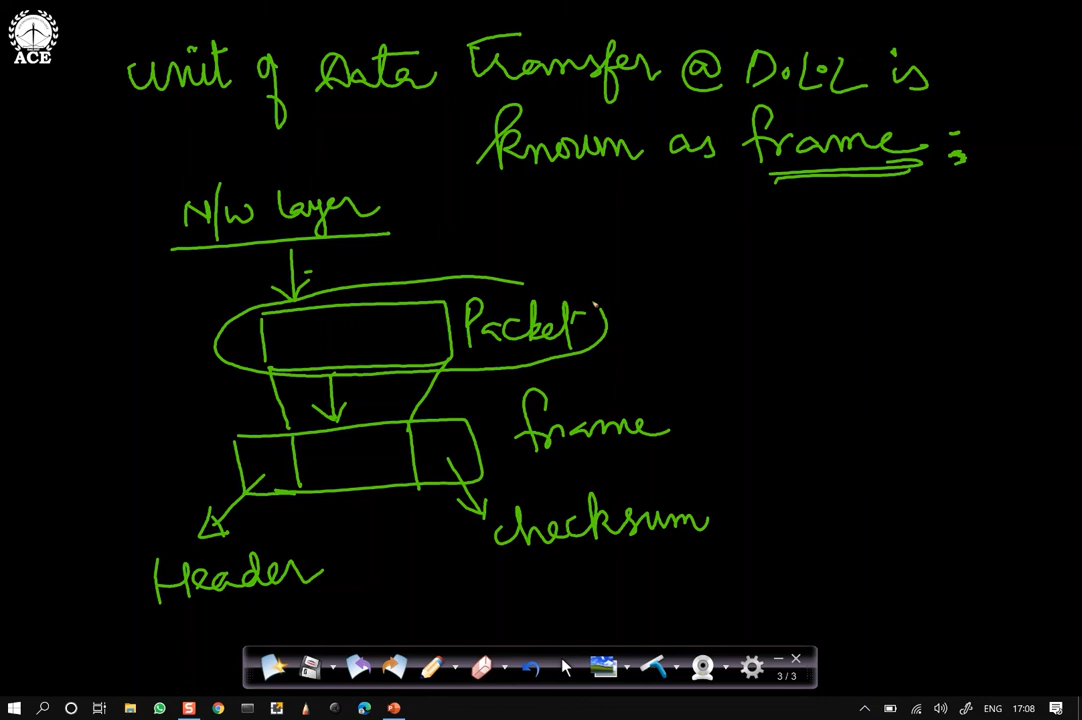 ACE
Unit of Data Transfer @ D.L.L is
known as frame :
N/w Layer
Packet
frame
checksum
Header
3 / 3
ENG
17:08